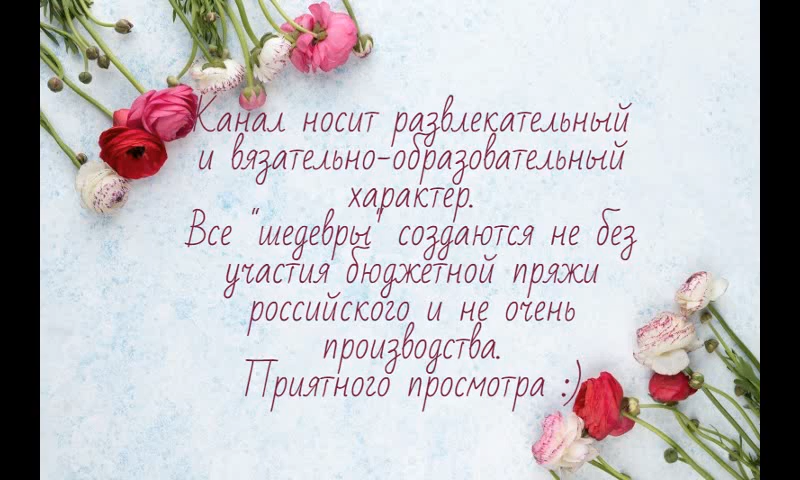 Канал носит развлекательный
и вязательно-образовательный
характер.
Все "шедевры" создаются не без
участия бюджетной пряжи
российского и не очень
производства.
Приятного просмотра :)